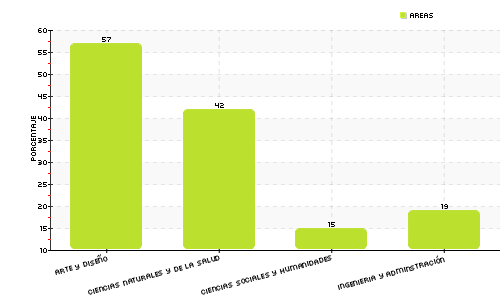 AREAS
PORCENTAJE
60
55
50
45
40
35
30
25
20
15
10
57
42
15
19
ARTE Y DISEÑO
CIENCIAS NATURALES Y DE LA SALUD
CIENCIAS SOCIALES Y HUMANIDADES
INGENIERIA Y ADMINSTRACIÓN